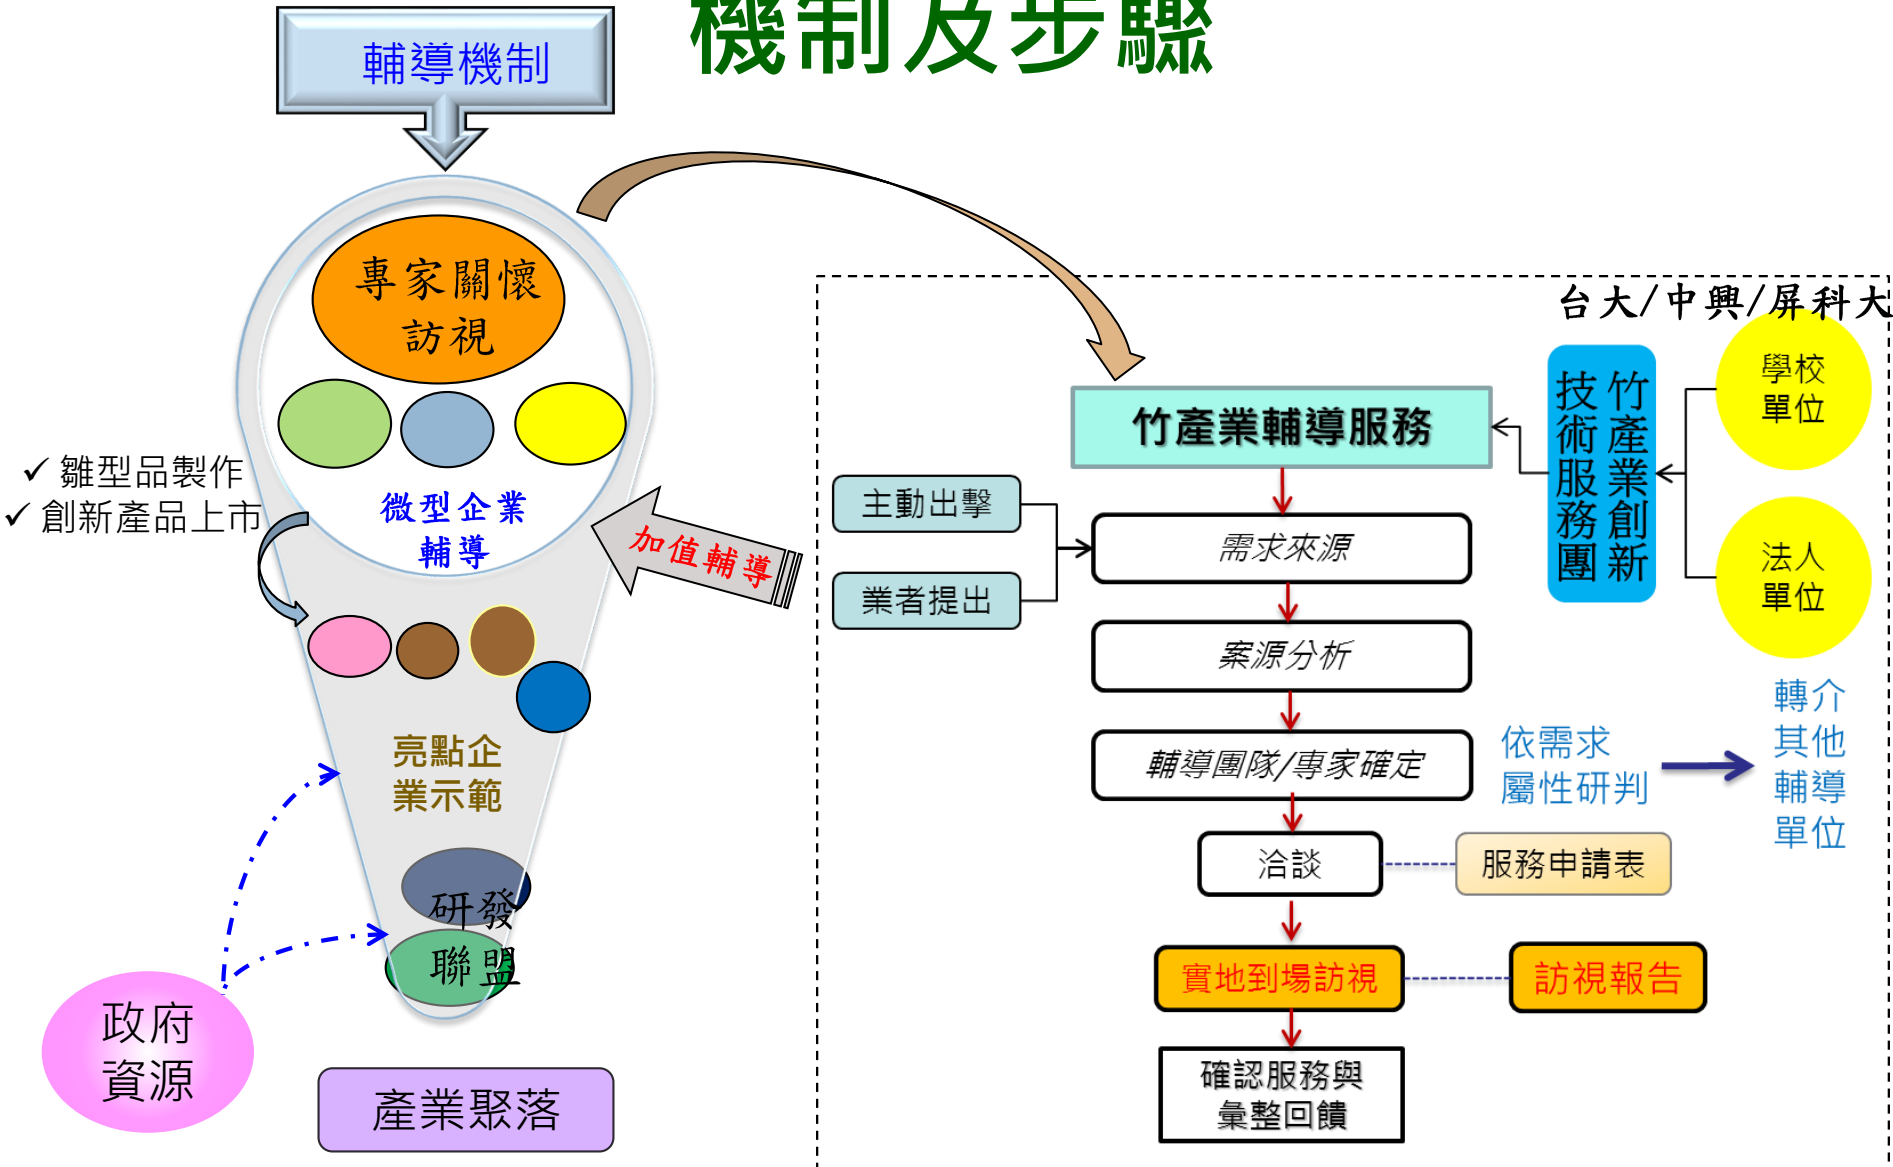 機制及步驟
輔導機制
專家關懷
訪視
✓ 雛型品製作
✓ 創新產品上市
微型企業
輔導
加值輔導
亮點企
業示範
研發
聯盟
政府
資源
產業聚落
台大/中興/屏科大
學校
單位
法人
單位
竹產業創新
技術服務團
竹產業輔導服務
主動出擊
業者提出
需求來源
案源分析
輔導團隊/專家確定
依需求
屬性研判
轉介
其他
輔導
單位
洽談
服務申請表
實地到場訪視
訪視報告
確認服務與
彙整回饋